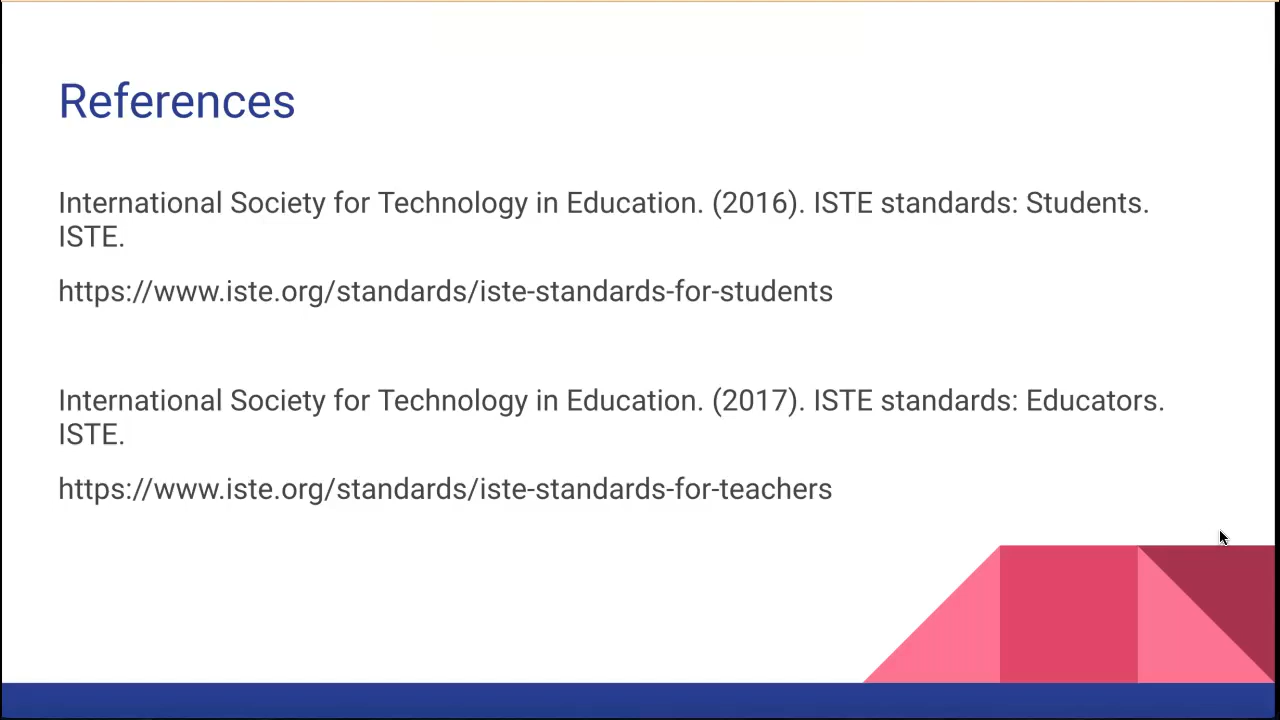 References
International Society for Technology in Education. (2016). ISTE standards: Students.
ISTE.
https://www.iste.org/standards/iste-standards-for-students
International Society for Technology in Education. (2017). ISTE standards: Educators.
ISTE.
https://www.iste.org/standards/iste-standards-for-teachers